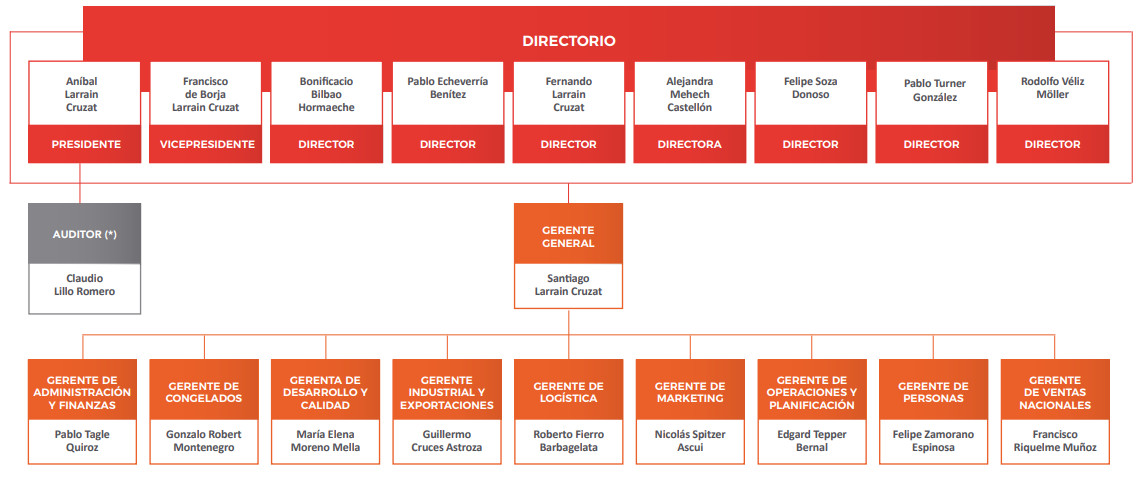 DIRECTORIO
Aníbal
Larrain
Cruzat
PRESIDENTE
Francisco
de Borja
Larrain Cruzat
VICEPRESIDENTE
Bonificacio
Bilbao
Hormaeche
DIRECTOR
Pablo Echeverría
Benítez
DIRECTOR
Fernando
Larrain
Cruzat
DIRECTOR
Alejandra
Mehech
Castellón
DIRECTORA
Felipe Soza
Donoso
DIRECTOR
Pablo Turner
González
DIRECTOR
Rodolfo Véliz
Möller
DIRECTOR
AUDITOR (*)
Claudio
Lillo Romero
GERENTE
GENERAL
Santiago
Larrain Cruzat
GERENTE DE
ADMINISTRACIÓN
Y FINANZAS
Pablo Tagle
Quiroz
GERENTE DE
CONGELADOS
Gonzalo Robert
Montenegro
GERENTA DE
DESARROLLO Y
CALIDAD
María Elena
Moreno Mella
GERENTE
INDUSTRIAL Y
EXPORTACIONES
Guillermo
Cruces Astroza
GERENTE DE
LOGÍSTICA
Roberto Fierro
Barbagelata
GERENTE DE
MARKETING
Nicolás Spitzer
Ascui
GERENTE DE
OPERACIONES Y
PLANIFICACIÓN
Edgard Tepper
Bernal
GERENTE DE
PERSONAS
Felipe Zamorano
Espinosa
GERENTE
DE VENTAS
NACIONALES
Francisco
Riquelme Muñoz